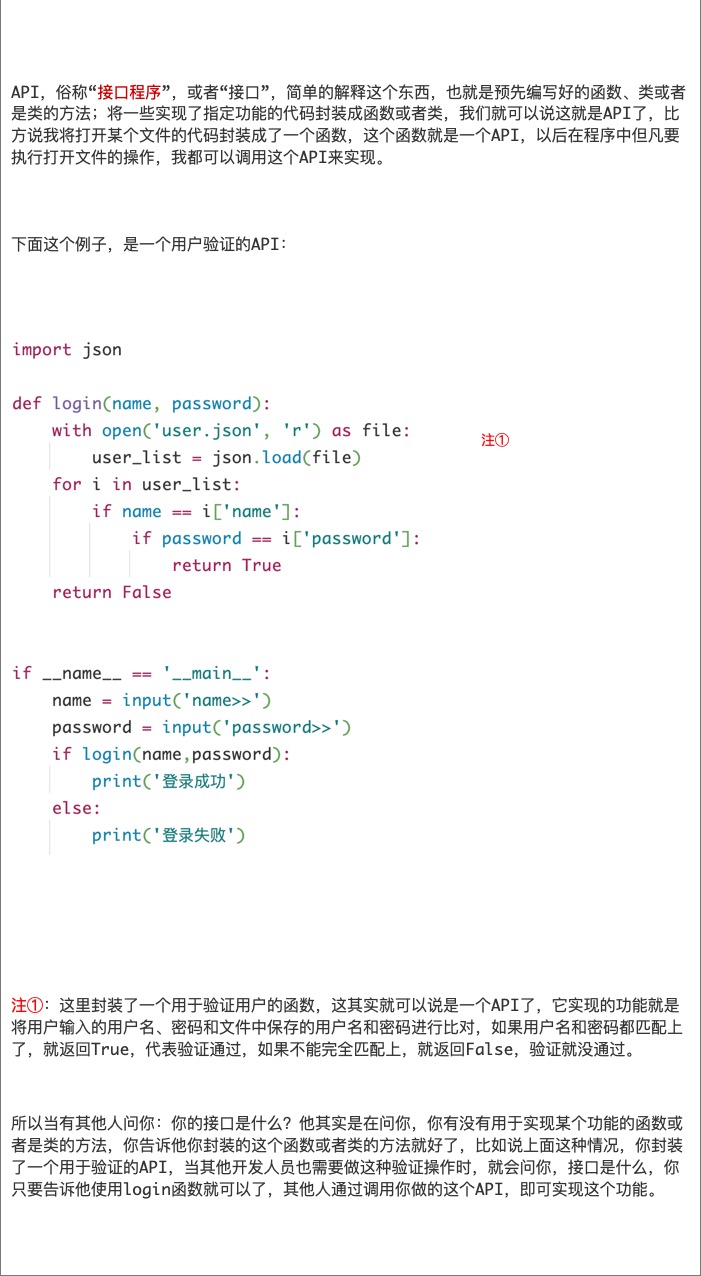 API，俗称“接口程序”，或者“接口”，简单的解释这个东西，也就是预先编写好的函数、类或者
是类的方法；将一些实现了指定功能的代码封装成函数或者类，我们就可以说这就是API了，比
方说我将打开某个文件的代码封装成了一个函数，这个函数就是一个API，以后在程序中但凡要
执行打开文件的操作，我都可以调用这个API来实现。
下面这个例子，是一个用户验证的API：
import json
def login(name, password):
    with open('user.json', 'r') as file:
注①
        user_list = json.load(file)
    for i in user_list:
        if name == i['name']:
            if password == i['password']:
                return True
    return False
if __name__ == '__main__':
    name = input('name>>')
    password = input('password>>')
    if login(name,password):
        print('登录成功')
    else:
        print('登录失败')
注①：这里封装了一个用于验证用户的函数，这其实就可以说是一个API了，它实现的功能就是
将用户输入的用户名、密码和文件中保存的用户名和密码进行比对，如果用户名和密码都匹配上
了，就返回True，代表验证通过，如果不能完全匹配上，就返回False，验证就没通过。
所以当有其他人问你：你的接口是什么？他其实是在问你，你有没有用于实现某个功能的函数或
者是类的方法，你告诉他你封装的这个函数或者类的方法就好了，比如说上面这种情况，你封装
了一个用于验证的API，当其他开发人员也需要做这种验证操作时，就会问你，接口是什么，你
只要告诉他使用login函数就可以了，其他人通过调用你做的这个API，即可实现这个功能。